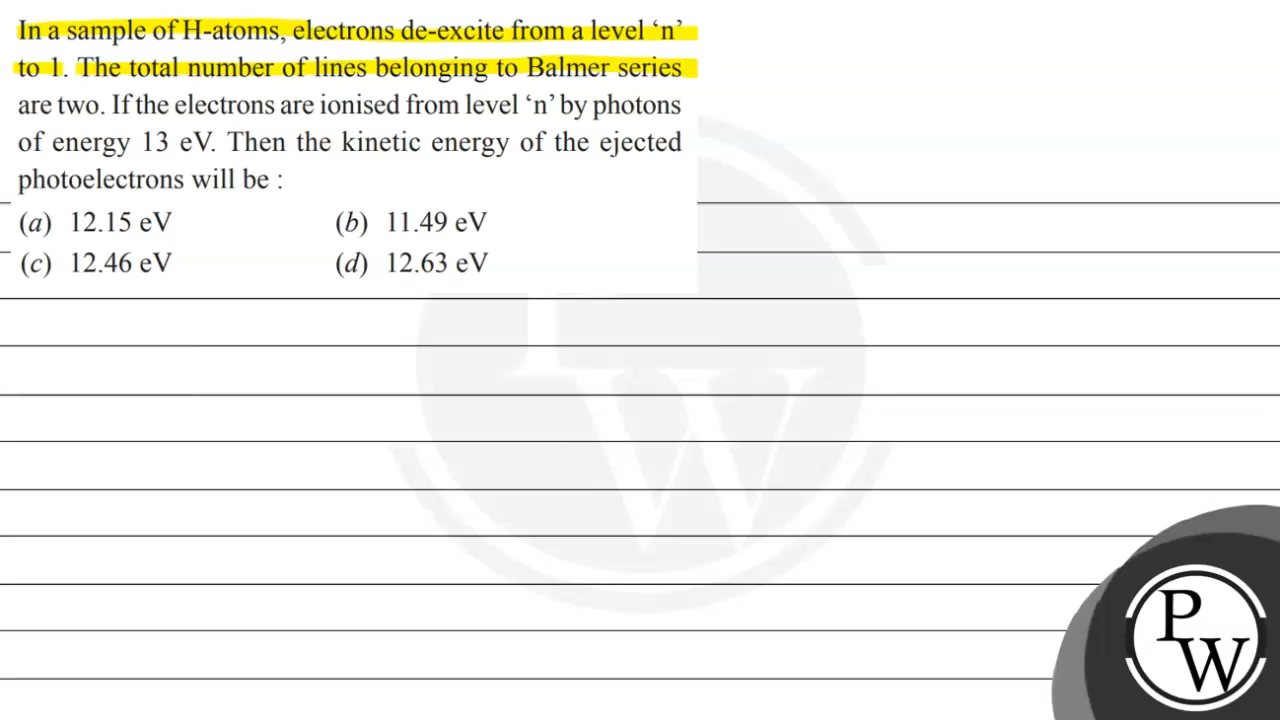 In a sample of H-atoms, electrons de-excite from a level ‘n’
to 1. The total number of lines belonging to Balmer series
are two. If the electrons are ionised from level ‘n’ by photons
of energy 13 eV. Then the kinetic energy of the ejected
photoelectrons will be :
(a) 12.15 eV (b) 11.49 eV
(c) 12.46 eV (d) 12.63 eV
P
W